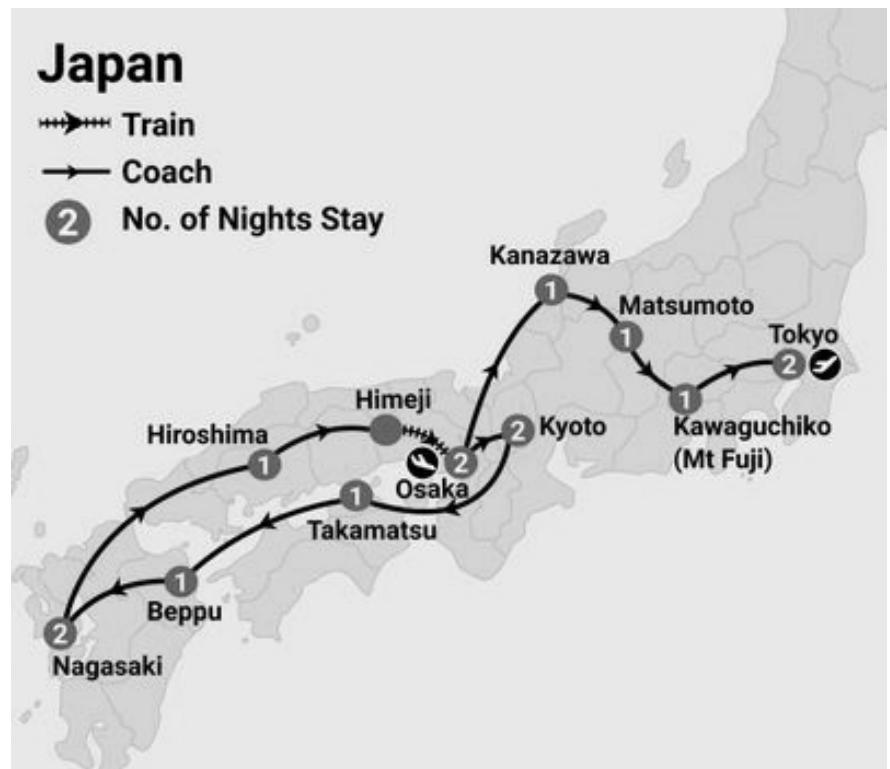 Japan
Train
Coach
2 No. of Nights Stay
Kanazawa
1
Matsumoto
1
Tokyo
2
Himeji
Hiroshima
1
2 Kyoto
1
Kawaguchiko
(Mt Fuji)
2
Osaka
1
Takamatsu
1
Beppu
2
Nagasaki